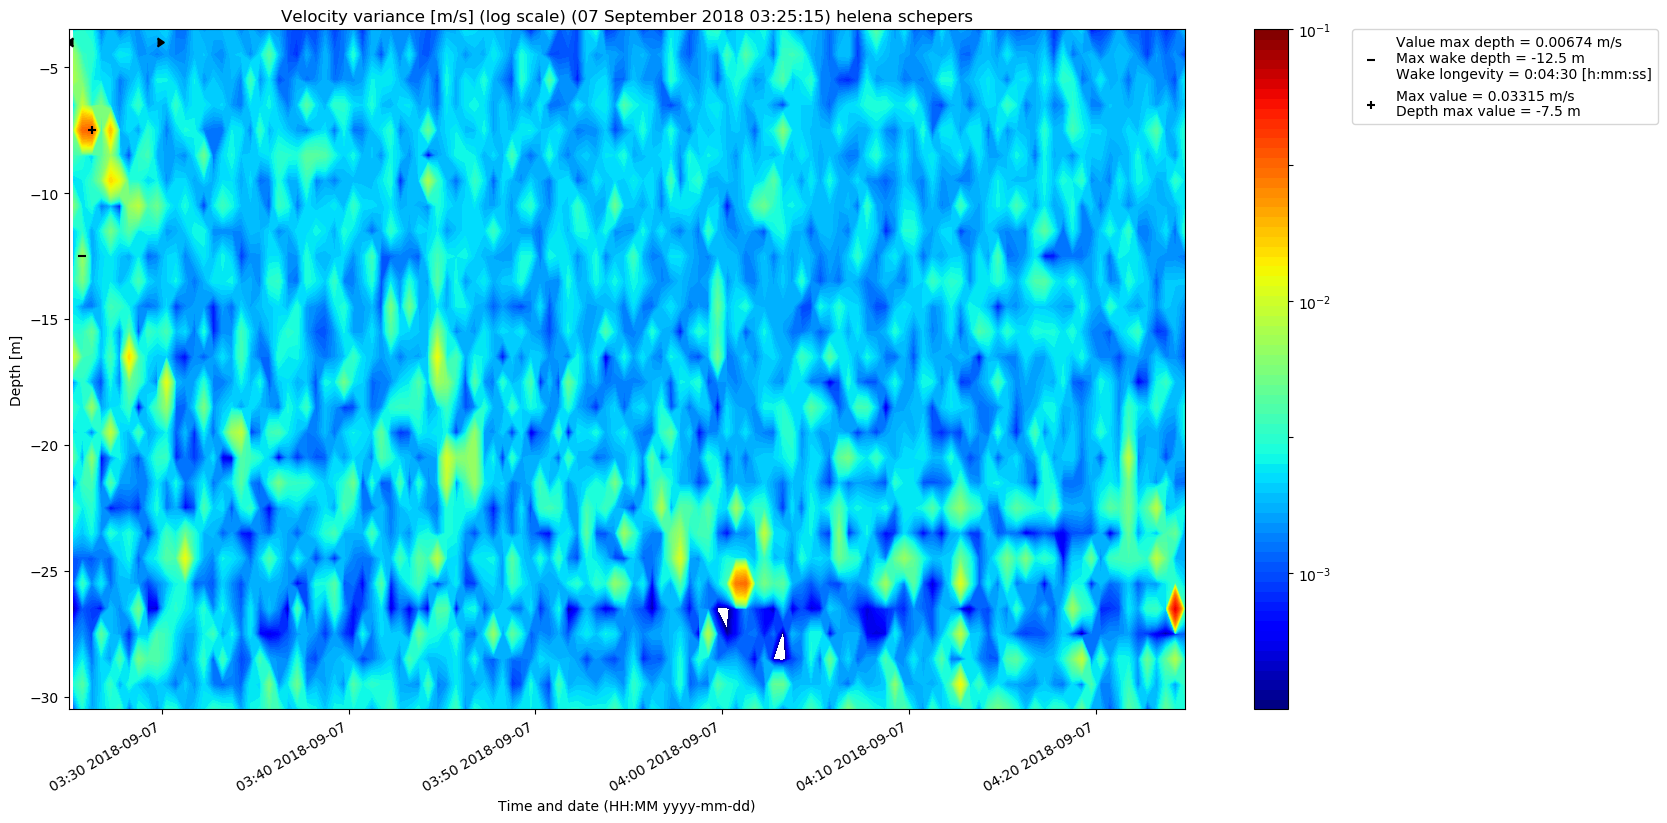 Velocity variance [m/s] (log scale) (07 September 2018 03:25:15) helena schepers
Depth [m]
−5
−10
−15
−20
−25
−30
03:30 2018-09-07
03:40 2018-09-07
03:50 2018-09-07
04:00 2018-09-07
04:10 2018-09-07
04:20 2018-09-07
Time and date (HH:MM yyyy-mm-dd)
10⁻¹
10⁻²
10⁻³
Value max depth = 0.00674 m/s
Max wake depth = -12.5 m
Wake longevity = 0:04:30 [h:mm:ss]
Max value = 0.03315 m/s
Depth max value = -7.5 m